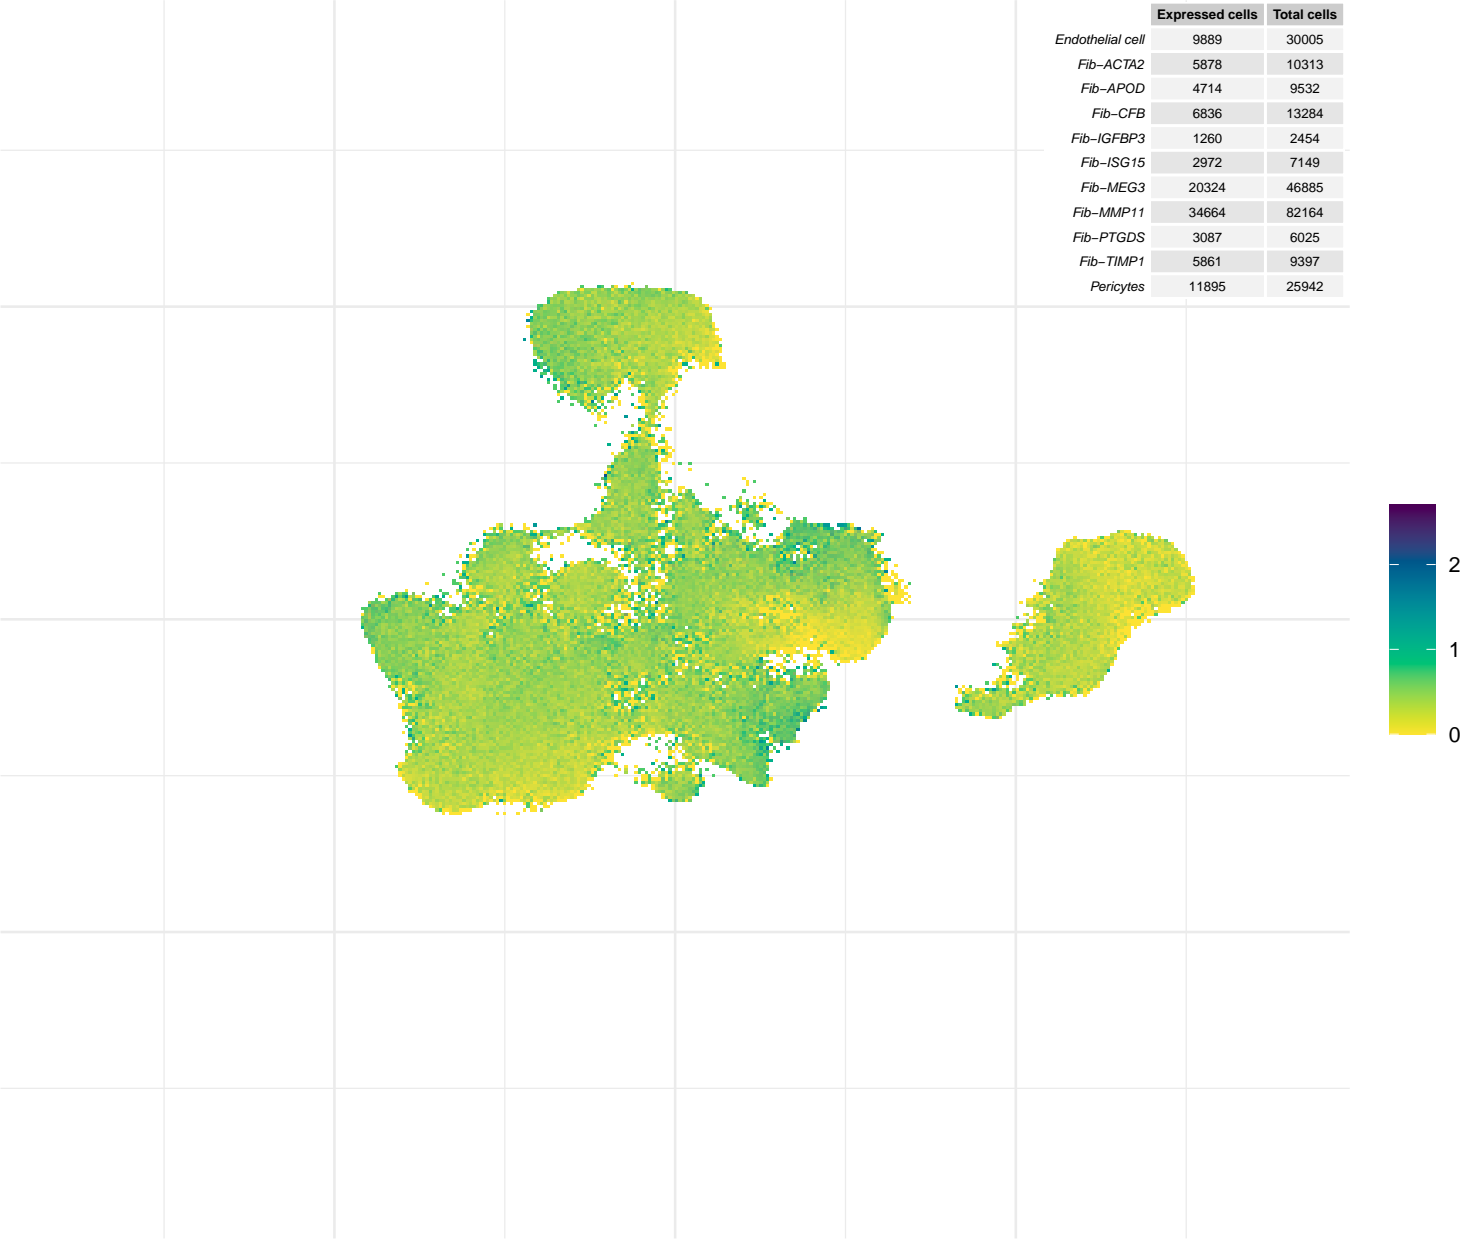 Expressed cells Total cells
Endothelial cell 9889 30005
Fib−ACTA2 5878 10313
Fib−APOD 4714 9532
Fib−CFB 6836 13284
Fib−IGFBP3 1260 2454
Fib−ISG15 2972 7149
Fib−MEG3 20324 46885
Fib−MMP11 34664 82164
Fib−PTGDS 3087 6025
Fib−TIMP1 5861 9397
Pericytes 11895 25942
2
1
0